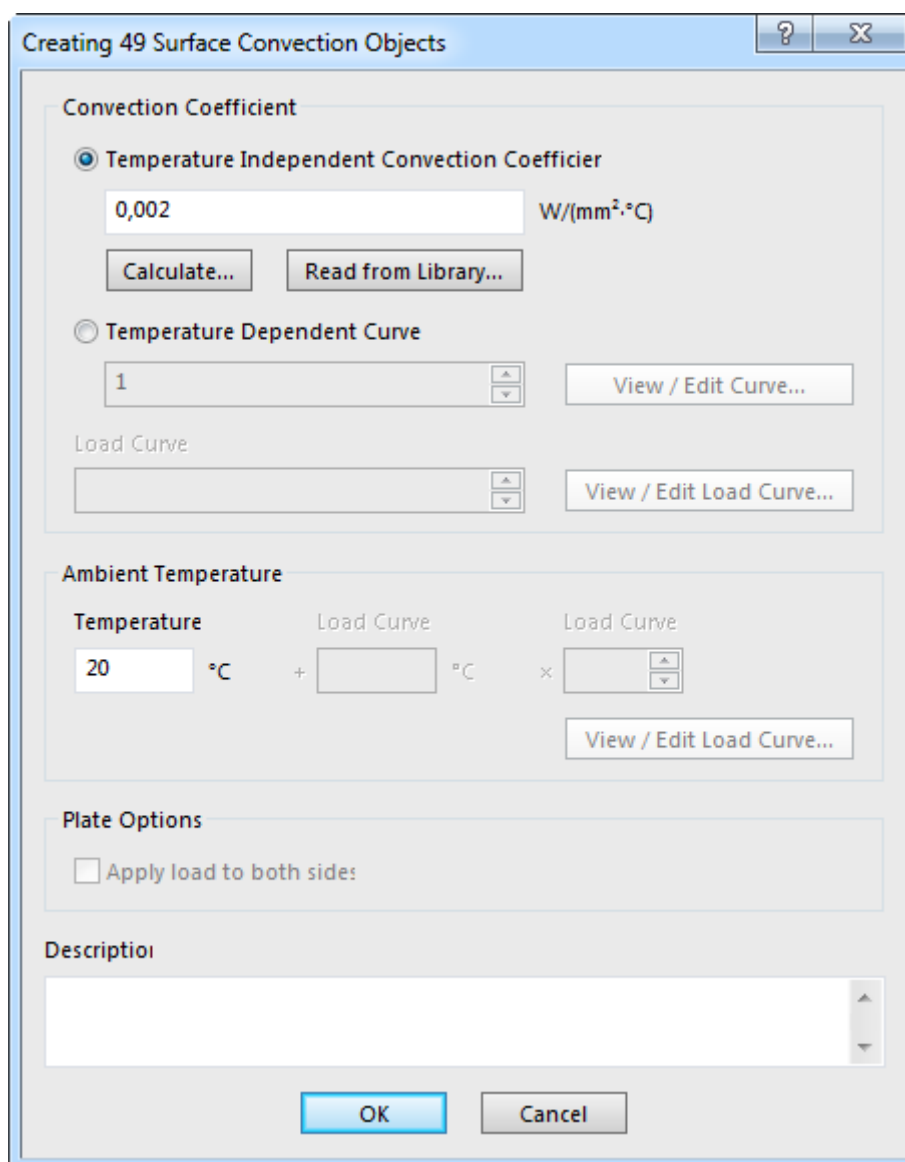 Creating 49 Surface Convection Objects
Convection Coefficient
Temperature Independent Convection Coefficier
0,002 W/(mm²·°C)
Calculate... Read from Library...
Temperature Dependent Curve
1 View / Edit Curve...
Load Curve
View / Edit Load Curve...
Ambient Temperature
Temperature Load Curve Load Curve
20 °C + °C ×
View / Edit Load Curve...
Plate Options
Apply load to both sides
Description
OK Cancel